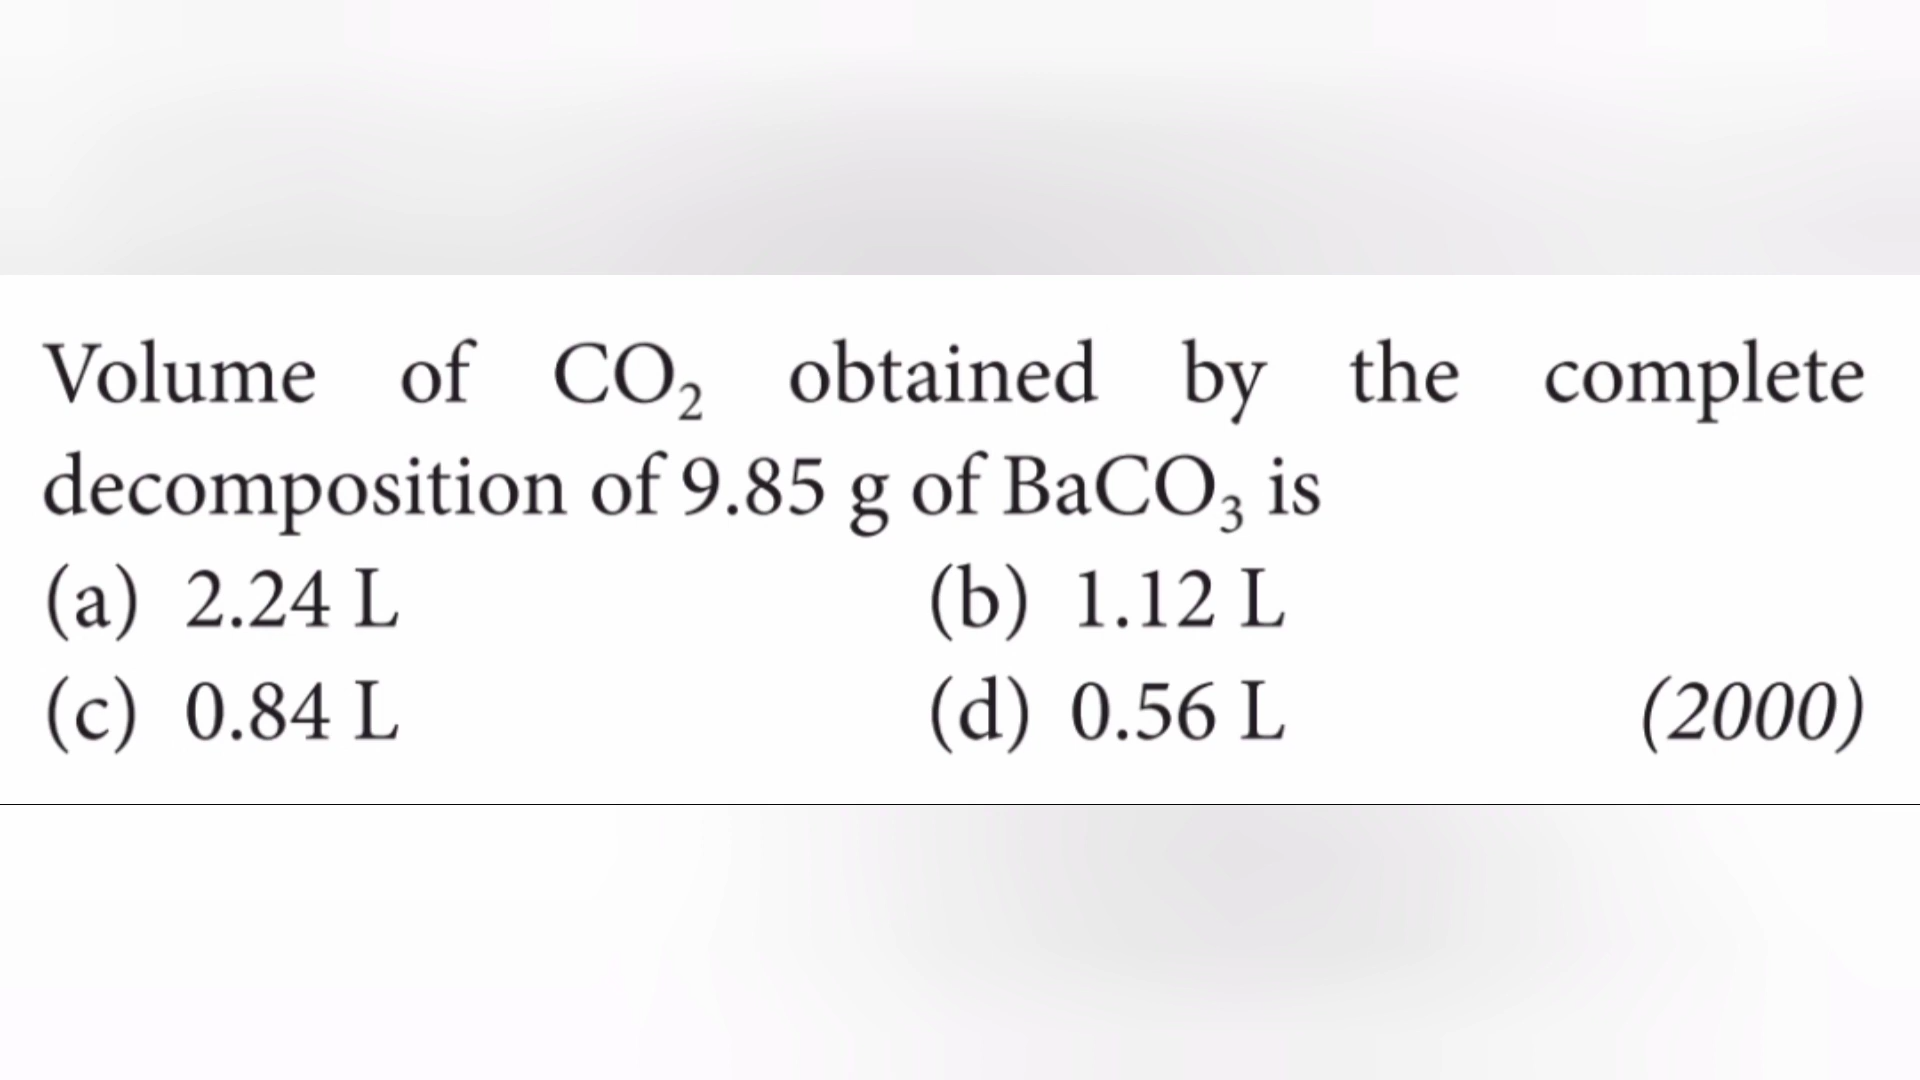 Volume of CO₂ obtained by the complete
decomposition of 9.85 g of BaCO₃ is
(a) 2.24 L (b) 1.12 L
(c) 0.84 L (d) 0.56 L (2000)